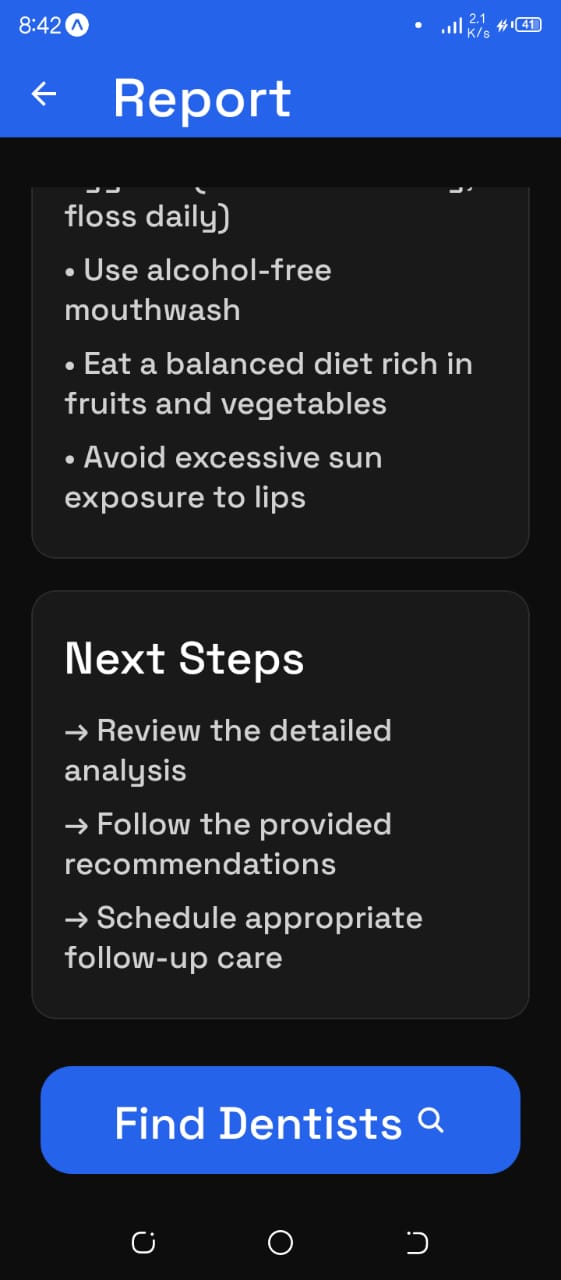 8:42
2.1
K/s
41
Report
floss daily)
• Use alcohol-free
mouthwash
• Eat a balanced diet rich in
fruits and vegetables
• Avoid excessive sun
exposure to lips
Next Steps
→ Review the detailed
analysis
→ Follow the provided
recommendations
→ Schedule appropriate
follow-up care
Find Dentists